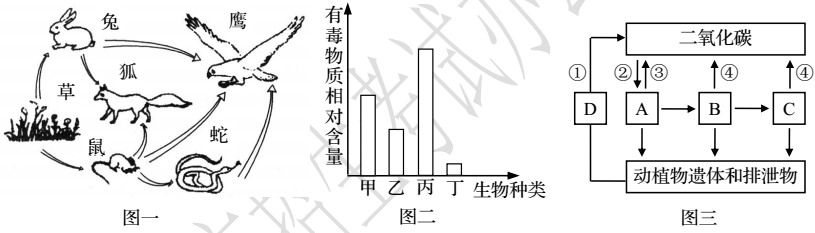 兔
鹰
狐
草
鼠
蛇
图一
有毒物质相对含量
甲 乙 丙 丁 生物种类
图二
二氧化碳
① ② ③ ④ ④
D A B C
动植物遗体和排泄物
图三